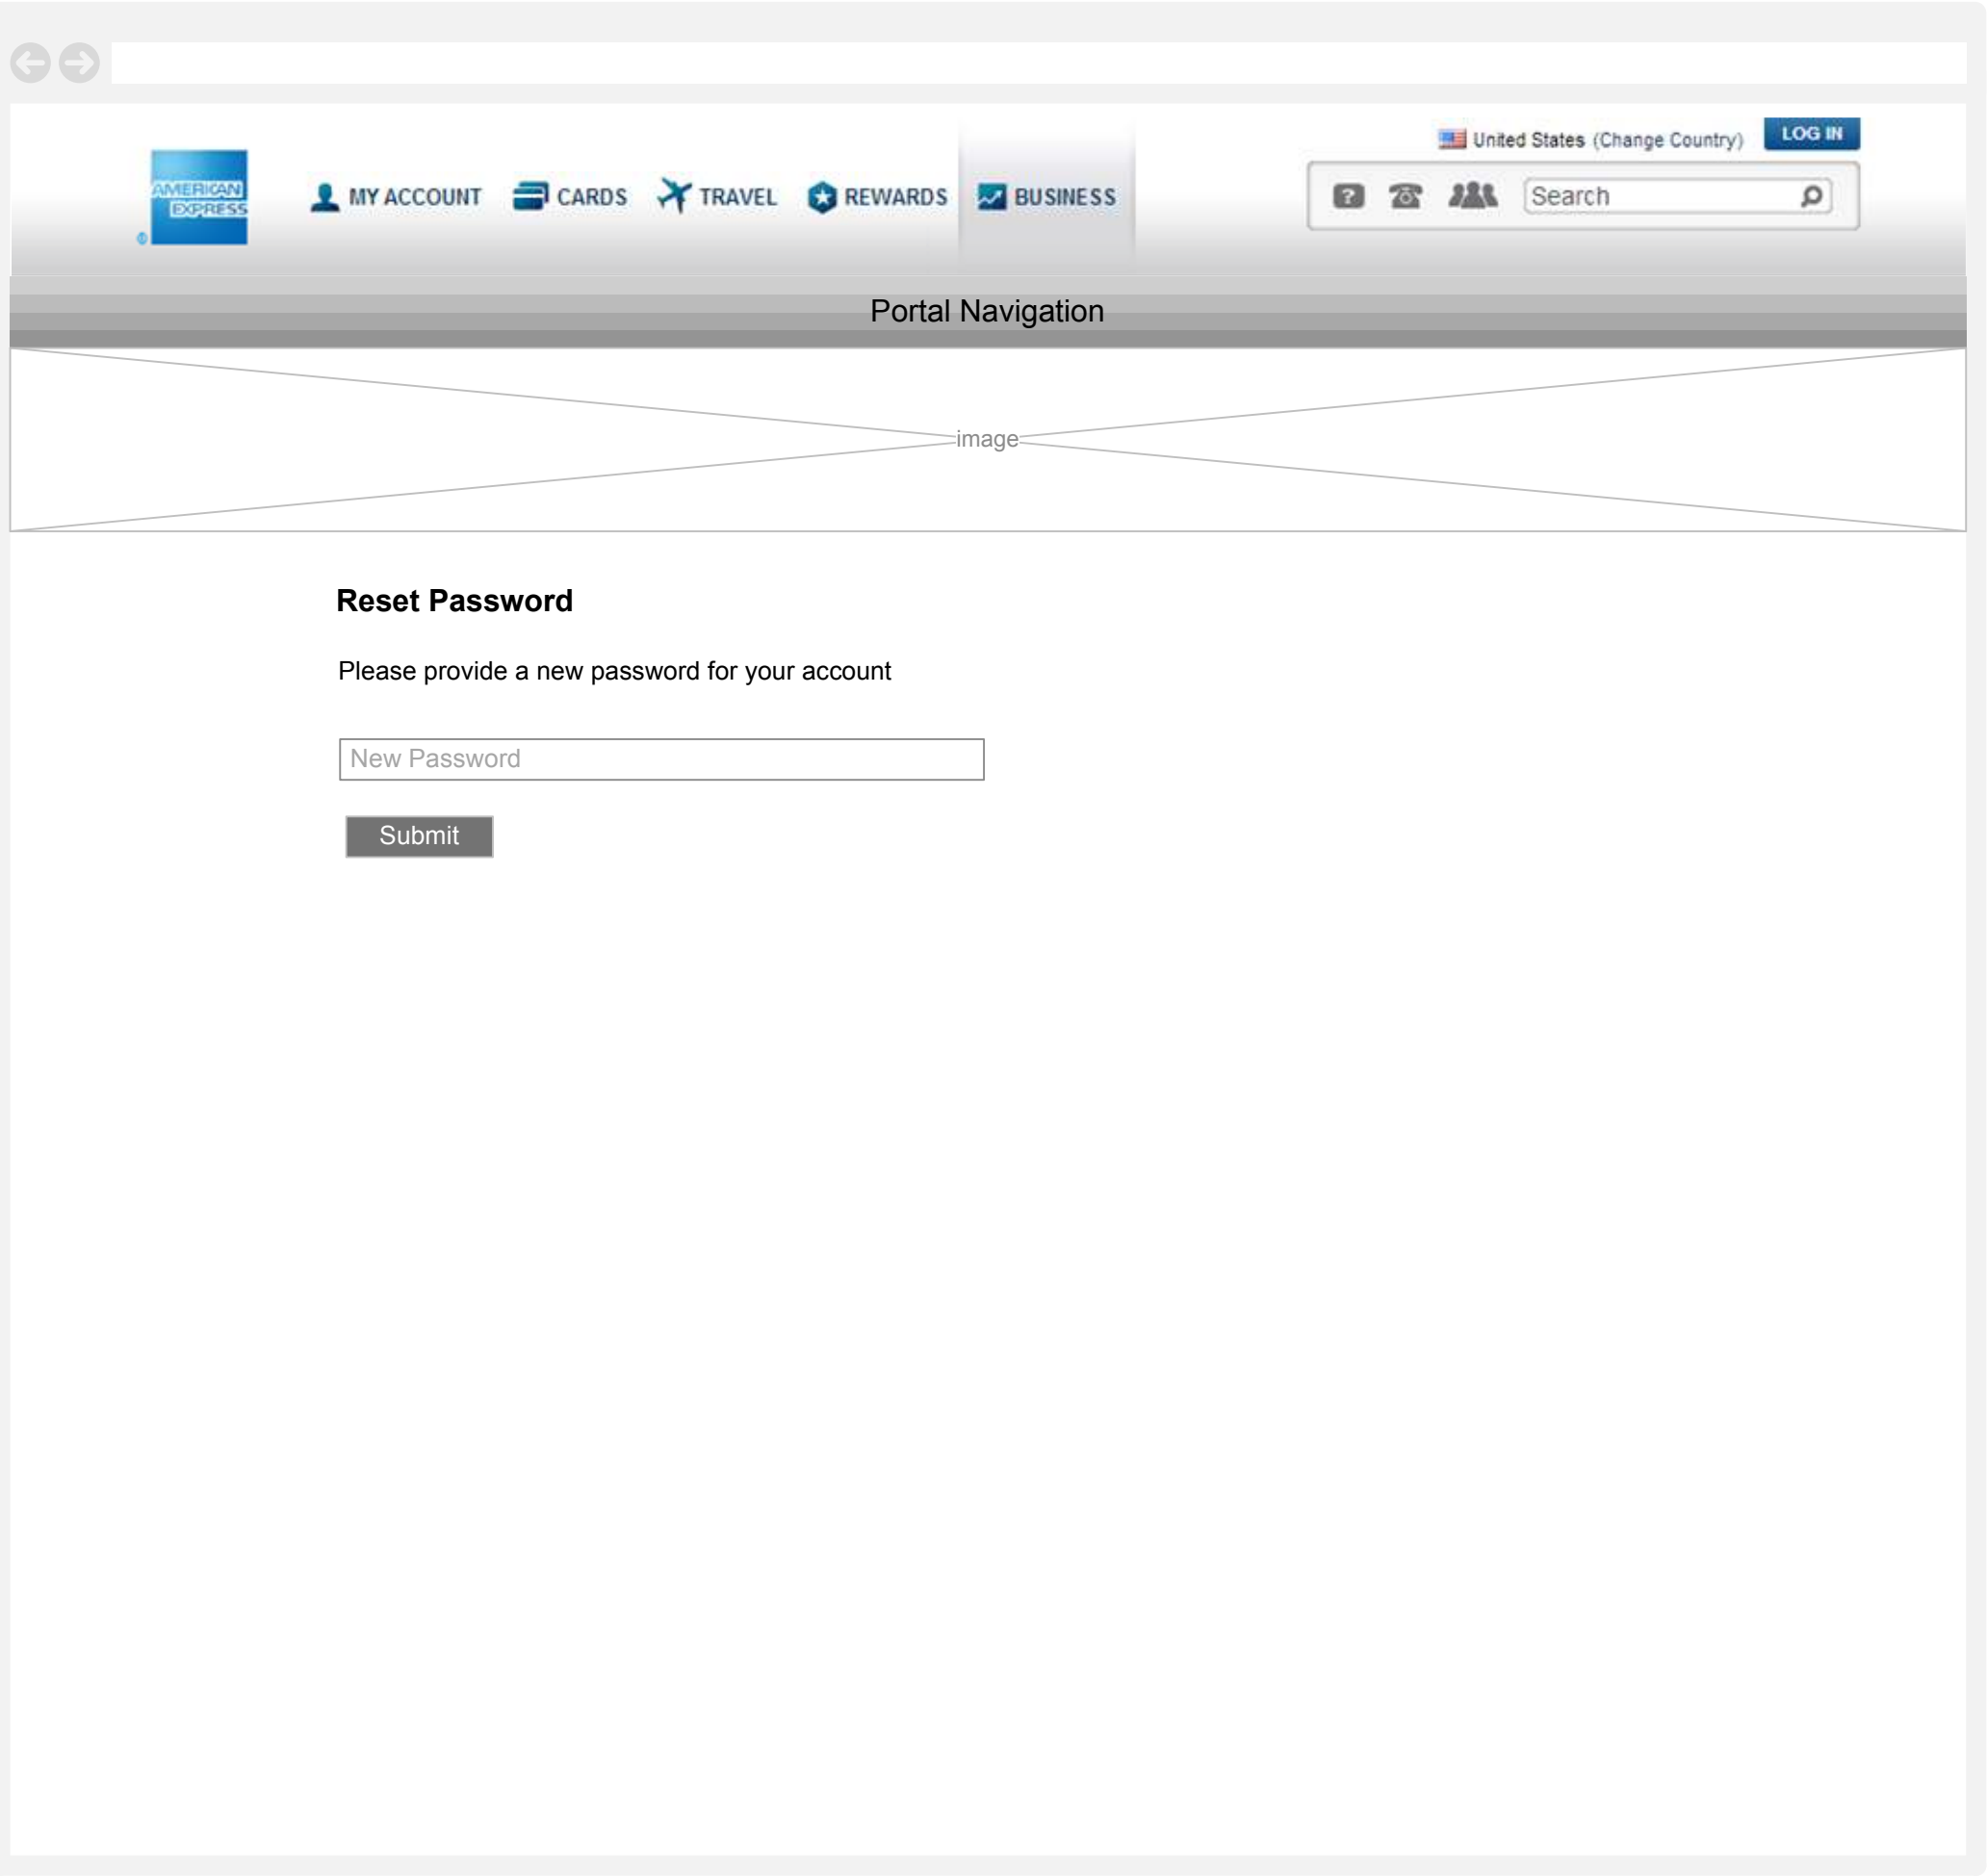 United States (Change Country) LOG IN
AMERICAN
EXPRESS
®
MY ACCOUNT CARDS TRAVEL REWARDS BUSINESS
? Search
Portal Navigation
image
Reset Password
Please provide a new password for your account
New Password
Submit